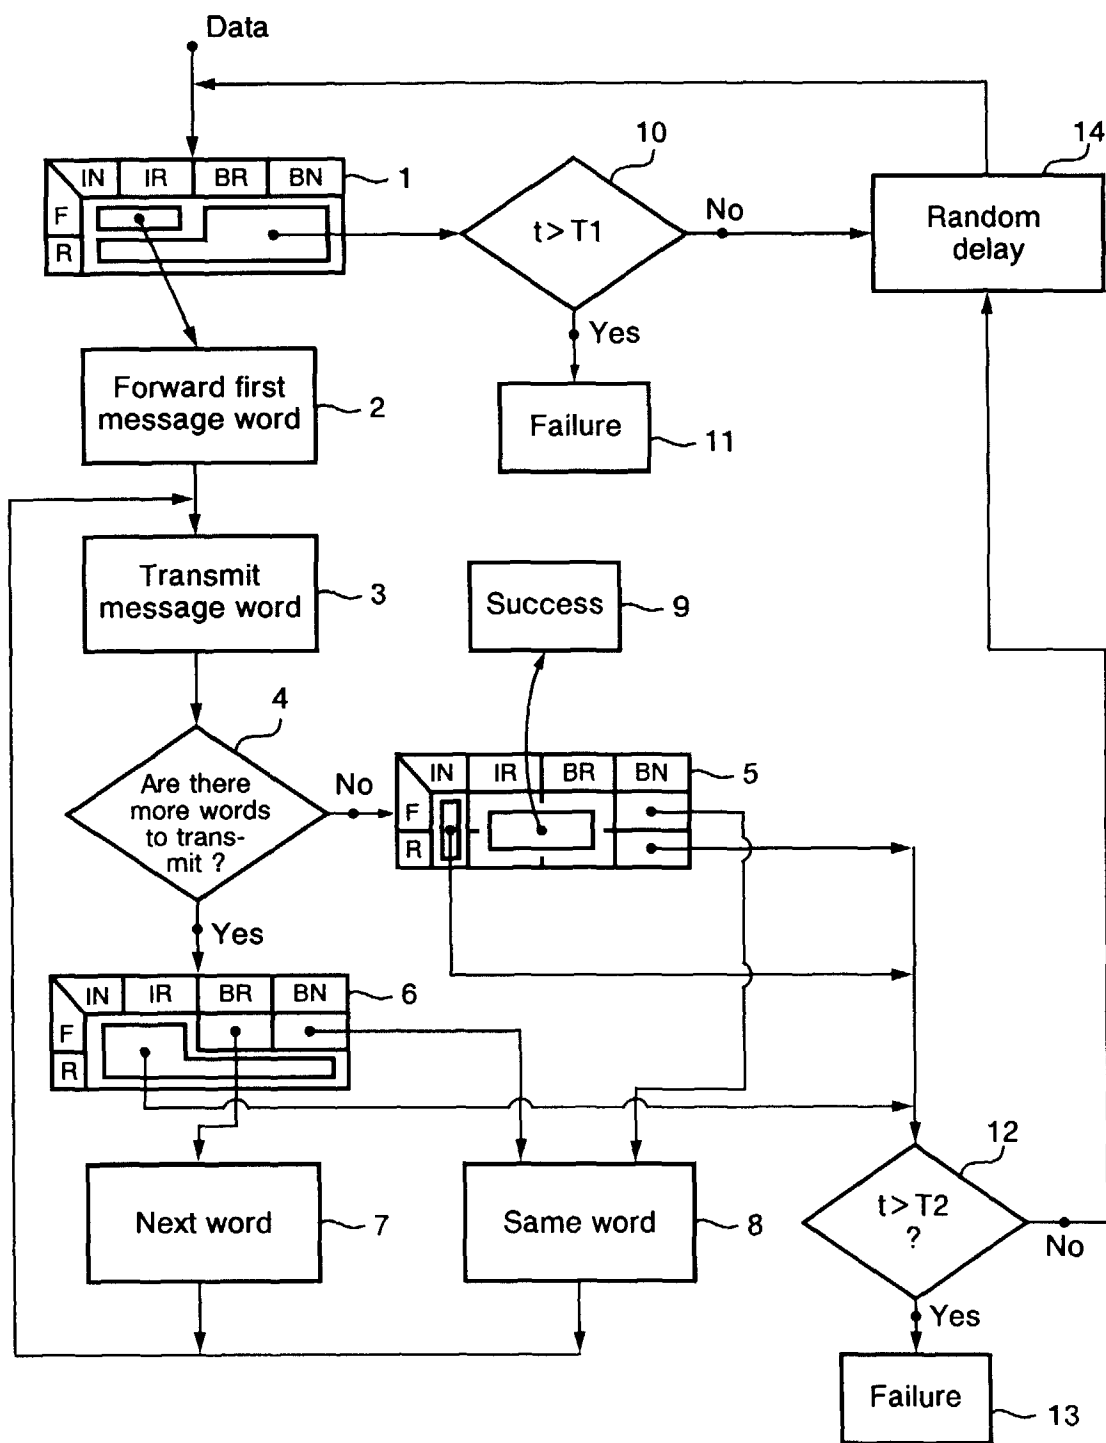 Data
IN IR BR BN
F
R
1
10
t>T1
No
Yes
14
Random
delay
Forward first
message word
2
Failure
11
Transmit
message word
3
Success
9
4
Are there
more words
to trans-
mit ?
No
Yes
IN IR BR BN
F
R
5
IN IR BR BN
F
R
6
Next word
7
Same word
8
12
t>T2
?
No
Yes
Failure
13